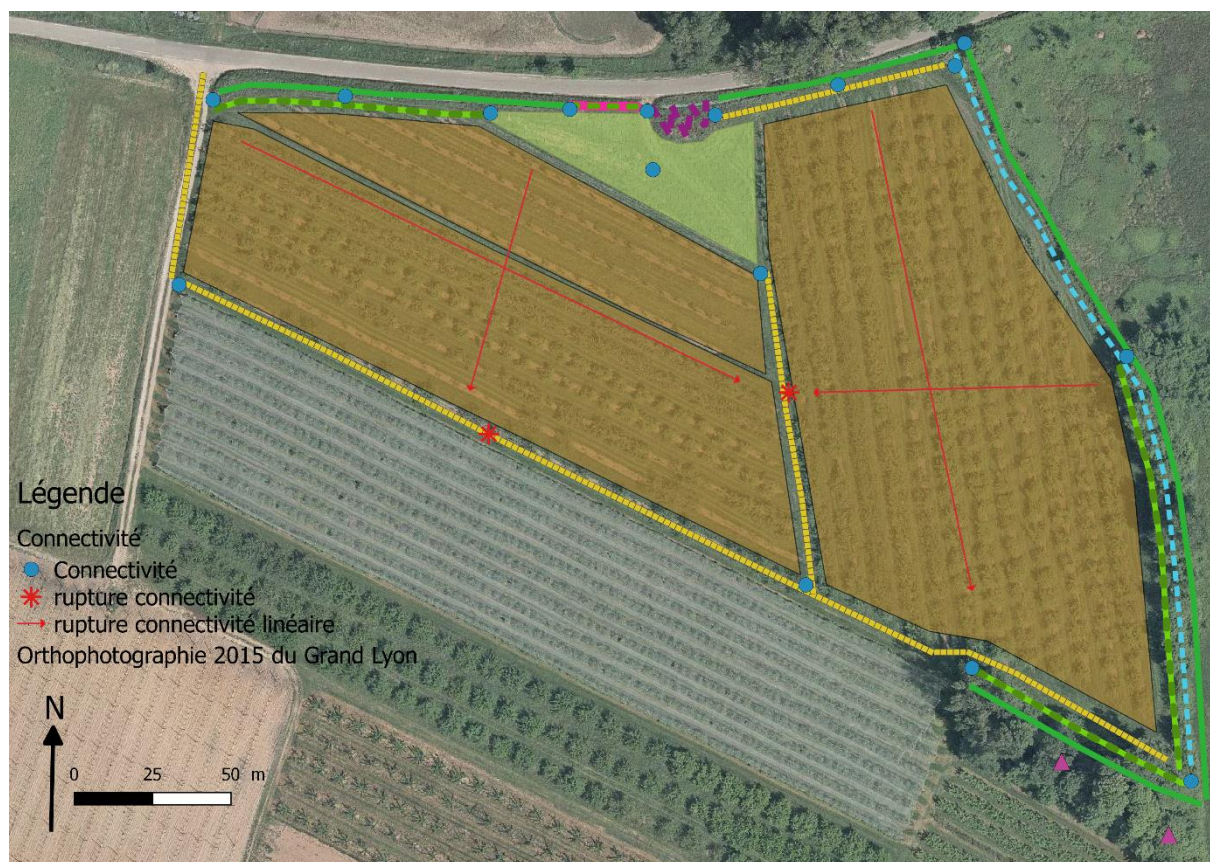 Légende
Connectivité
Connectivité
rupture connectivité
rupture connectivité linéaire
Orthophotographie 2015 du Grand Lyon
N
0 25 50 m